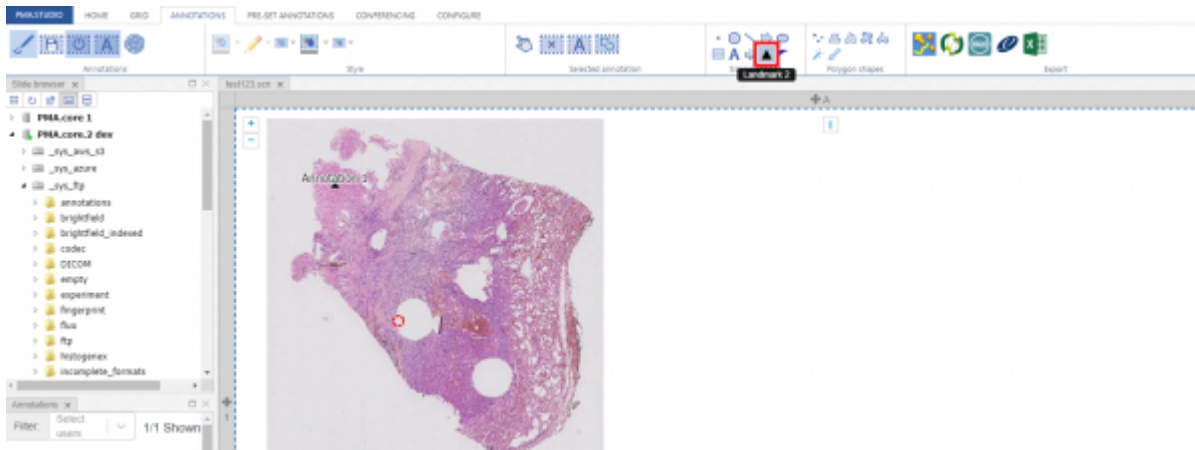 PMA.STUDIO HOME GRID ANNOTATIONS PRE-SET ANNOTATIONS CONFERENCING CONFIGURE
Annotations Style Selected annotation Polygon shapes Export
Landmark 2
Slide browser x
test123.scn x
A
PMA.core 1
PMA.core.2 dev
_sys_aws_s3
_sys_azure
_sys_ftp
annotations
brightfield
brightfield_indexed
codec
DICOM
empty
experiment
fingerprint
fluo
ftp
histogenex
incomplete_formats
Annotation 1
Annotations x
1
Filter: Select users 1/1 Shown